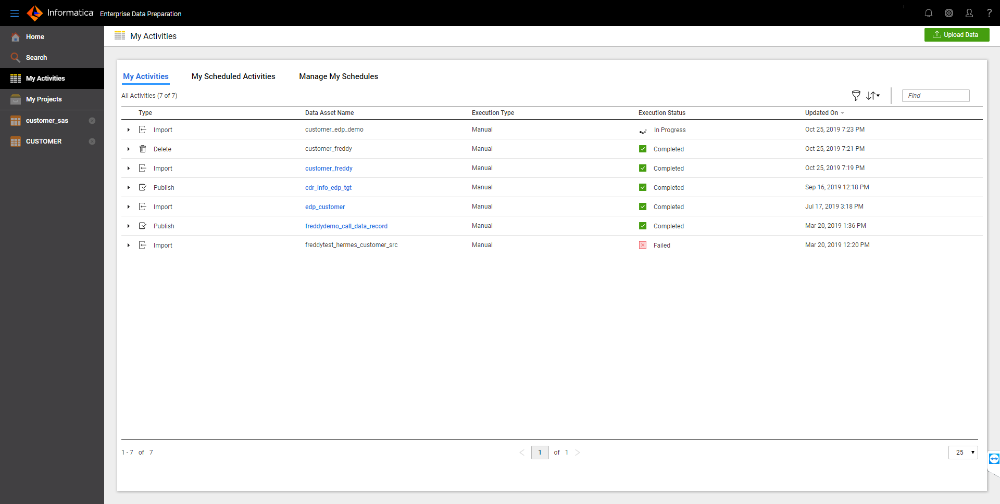 Informatica Enterprise Data Preparation
Home
Search
My Activities
My Projects
customer_sas
CUSTOMER
My Activities
Upload Data
My Activities My Scheduled Activities Manage My Schedules
All Activities (7 of 7) Find
Type Data Asset Name Execution Type Execution Status Updated On
Import customer_edp_demo Manual In Progress Oct 25, 2019 7:23 PM
Delete customer_freddy Manual Completed Oct 25, 2019 7:21 PM
Import customer_freddy Manual Completed Oct 25, 2019 7:19 PM
Publish cdr_info_edp_tgt Manual Completed Sep 16, 2019 12:18 PM
Import edp_customer Manual Completed Jul 17, 2019 3:18 PM
Publish freddydemo_call_data_record Manual Completed Mar 20, 2019 1:36 PM
Import freddytest_hermes_customer_src Manual Failed Mar 20, 2019 12:20 PM
1 - 7 of 7 1 of 1 25